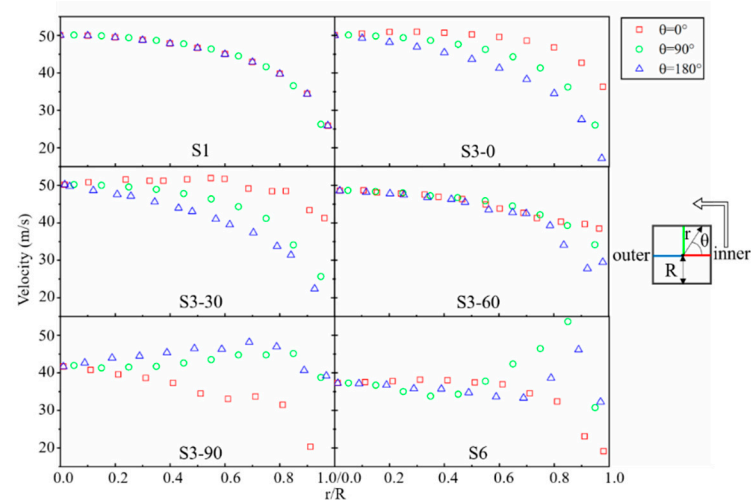 50
40
30
20
S1
S3-0
θ=0°
θ=90°
θ=180°
50
40
30
20
S3-30
S3-60
Velocity (m/s)
outer
inner
r
θ
R
50
40
30
20
S3-90
S6
0.0 0.2 0.4 0.6 0.8 1.0/0.0 0.2 0.4 0.6 0.8 1.0
r/R